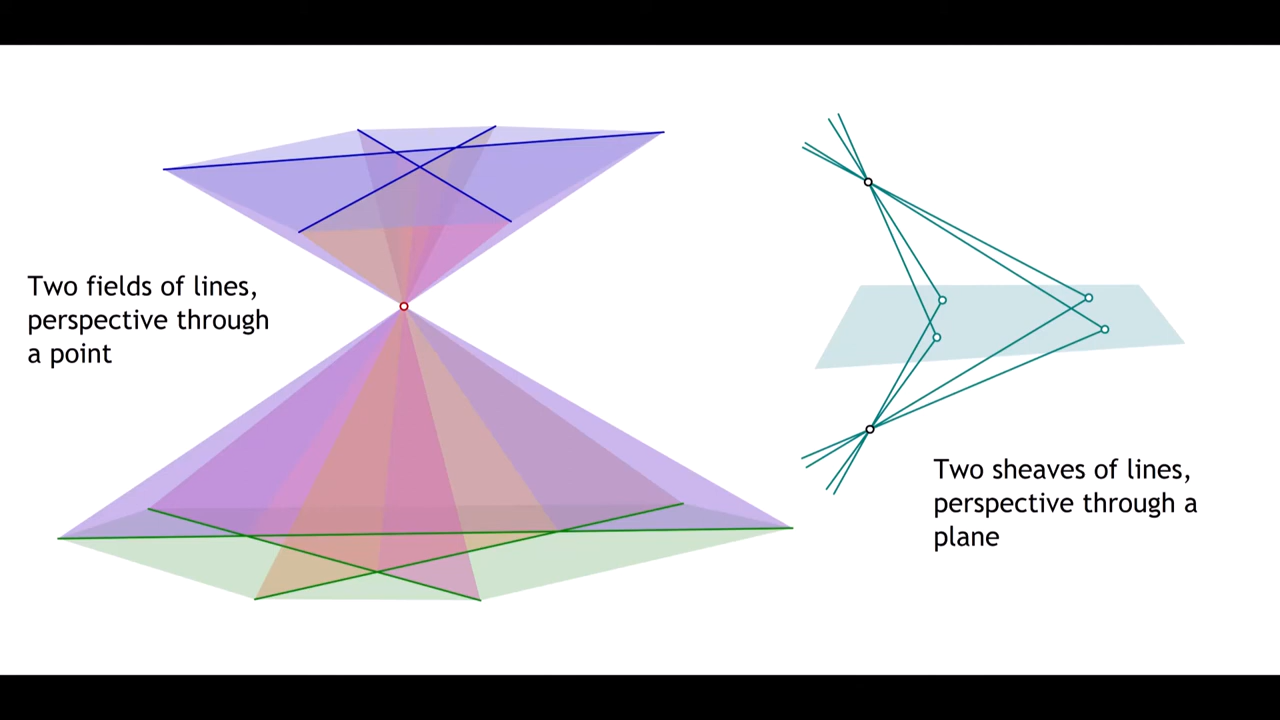 Two fields of lines,
perspective through
a point
Two sheaves of lines,
perspective through a
plane